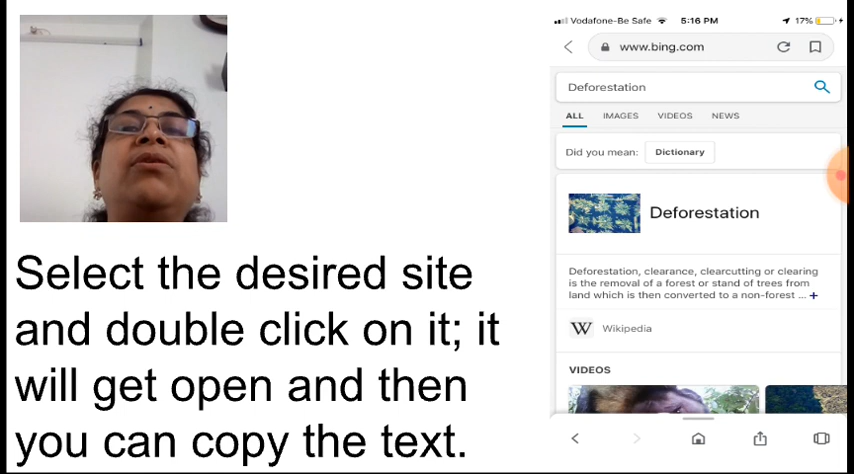 Vodafone-Be Safe 5:16 PM 17%
www.bing.com
Deforestation
ALL IMAGES VIDEOS NEWS
Did you mean: Dictionary
Deforestation
Deforestation, clearance, clearcutting or clearing
is the removal of a forest or stand of trees from
land which is then converted to a non-forest ... +
W Wikipedia
VIDEOS
Select the desired site
and double click on it; it
will get open and then
you can copy the text.